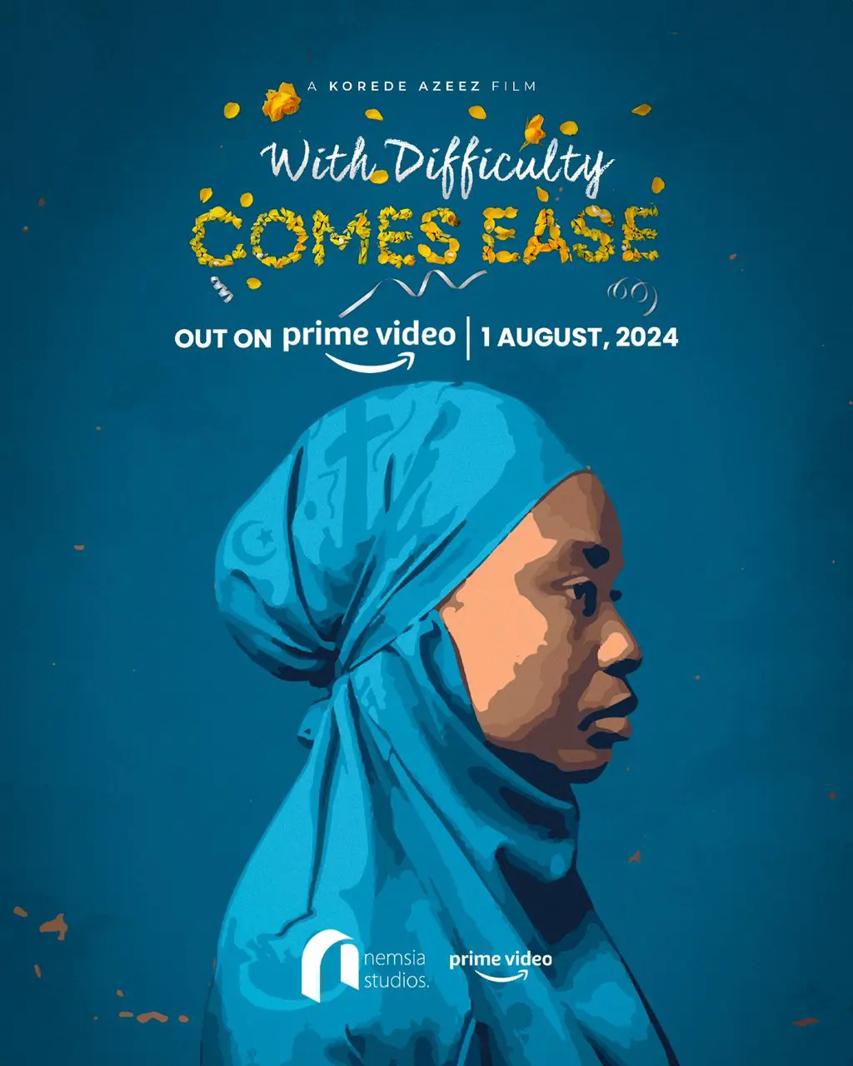 A KOREDE AZEEZ FILM
With Difficulty
COMES EASE
OUT ON prime video | 1 AUGUST, 2024
nemsia studios.
prime video